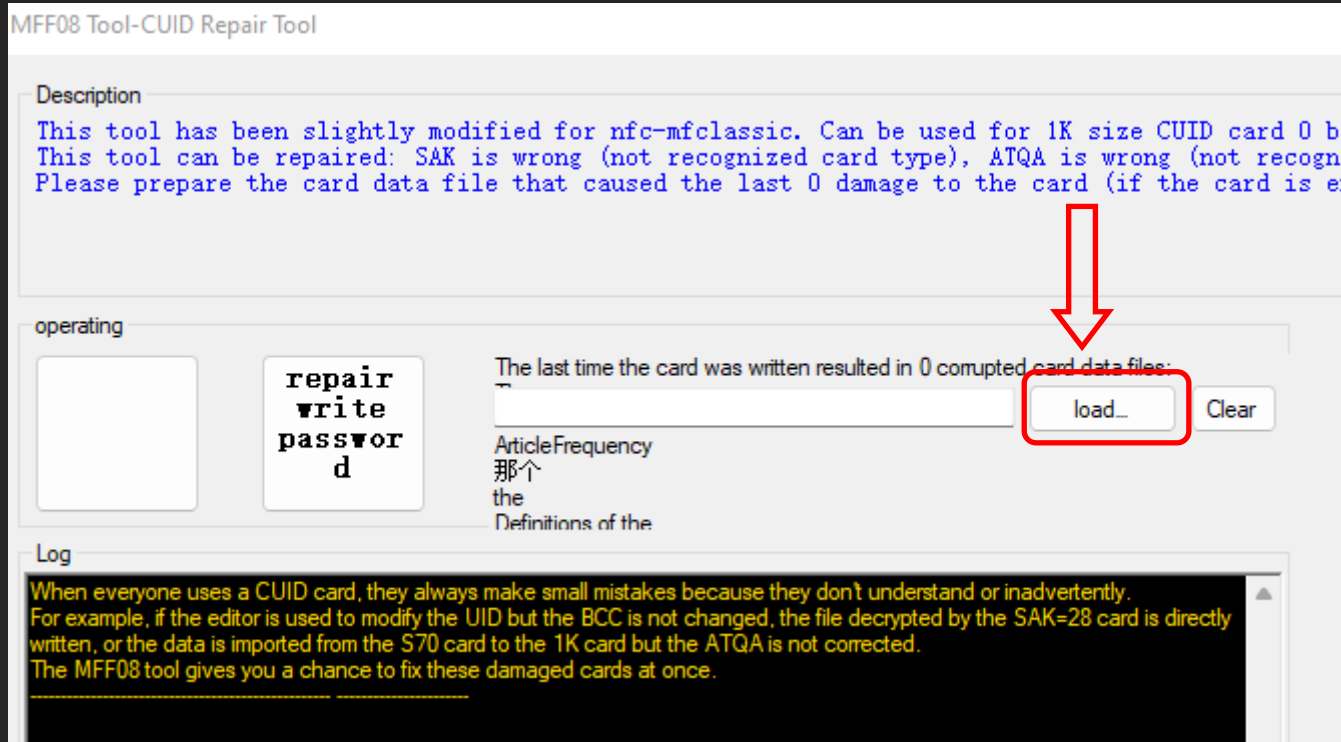 MFF08 Tool-CUID Repair Tool
Description
This tool has been slightly modified for nfc-mfclassic. Can be used for 1K size CUID card 0 b
This tool can be repaired: SAK is wrong (not recognized card type), ATQA is wrong (not recogn
Please prepare the card data file that caused the last 0 damage to the card (if the card is e
operating
repair
write
passwor
d
The last time the card was written resulted in 0 corrupted card data files:
load...
Clear
ArticleFrequency
那个
the
Definitions of the
Log
When everyone uses a CUID card, they always make small mistakes because they don't understand or inadvertently.
For example, if the editor is used to modify the UID but the BCC is not changed, the file decrypted by the SAK=28 card is directly
written, or the data is imported from the S70 card to the 1K card but the ATQA is not corrected.
The MFF08 tool gives you a chance to fix these damaged cards at once.